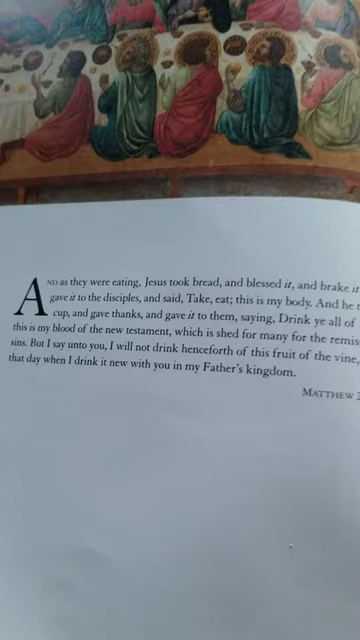 AND as they were eating, Jesus took bread, and blessed it, and brake it
gave it to the disciples, and said, Take, eat; this is my body. And he
cup, and gave thanks, and gave it to them, saying, Drink ye all of
this is my blood of the new testament, which is shed for many for the
sins. But I say unto you, I will not drink henceforth of this fruit of the vine,
that day when I drink it new with you in my Father's kingdom.
MATTHEW